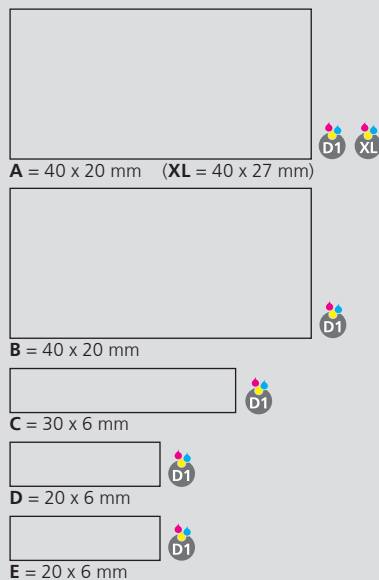 D1 XL
A = 40 x 20 mm (XL = 40 x 27 mm)
D1
B = 40 x 20 mm
D1
C = 30 x 6 mm
D1
D = 20 x 6 mm
D1
E = 20 x 6 mm